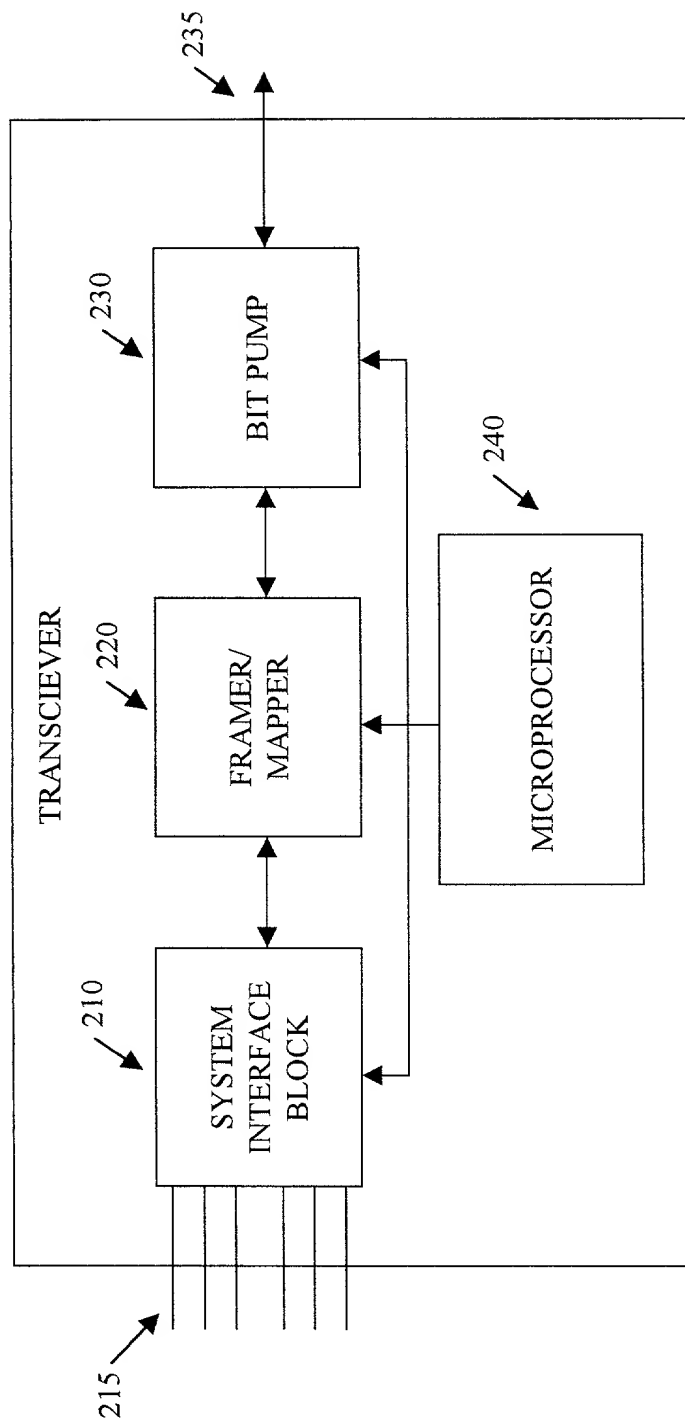 TRANSCIEVER
210
220
230
235
215
SYSTEM
INTERFACE
BLOCK
FRAMER/
MAPPER
BIT PUMP
240
MICROPROCESSOR